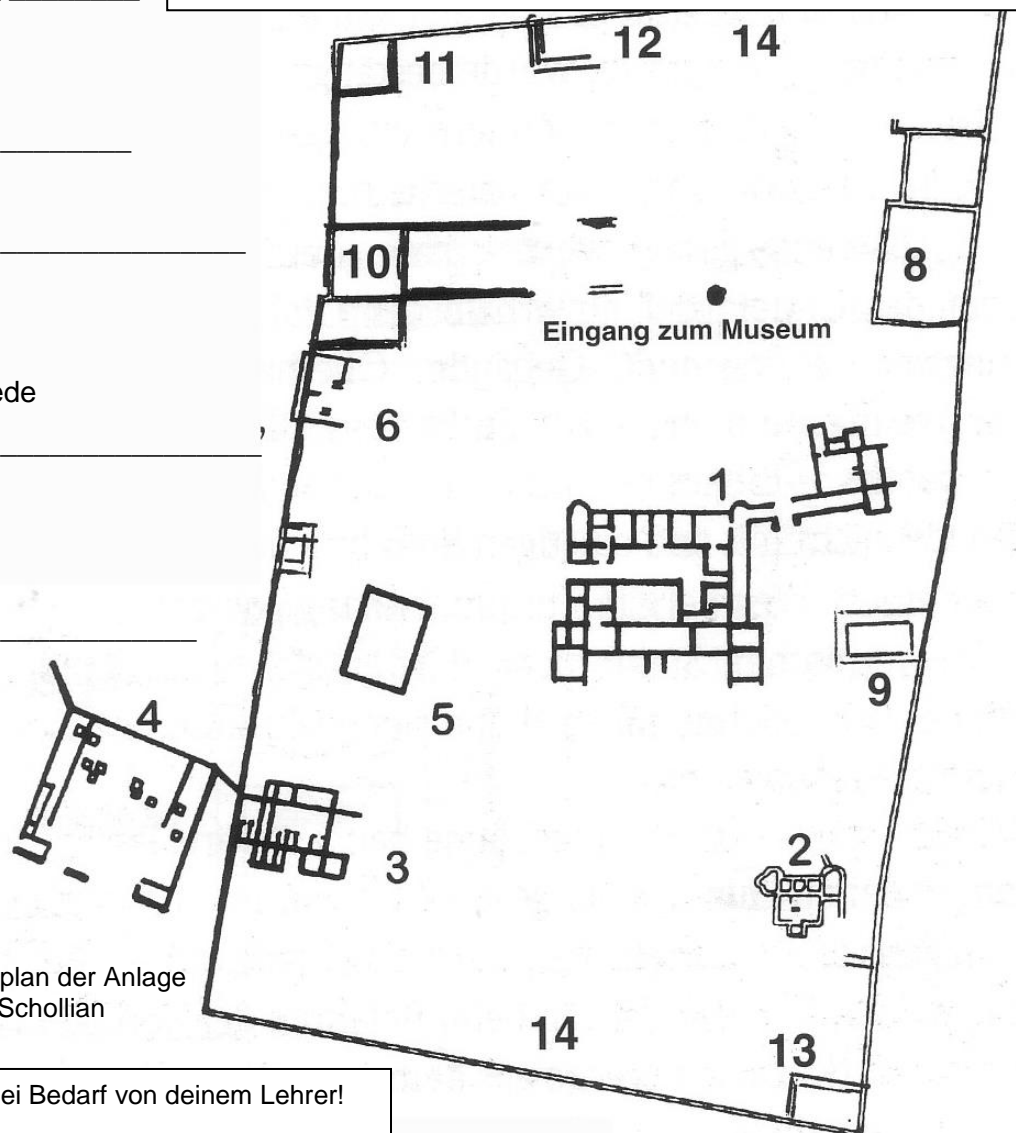 11
12 14
10
8
Eingang zum Museum
ede
6
1
9
5
4
3
2
plan der Anlage
Schollian
14
13
ei Bedarf von deinem Lehrer!